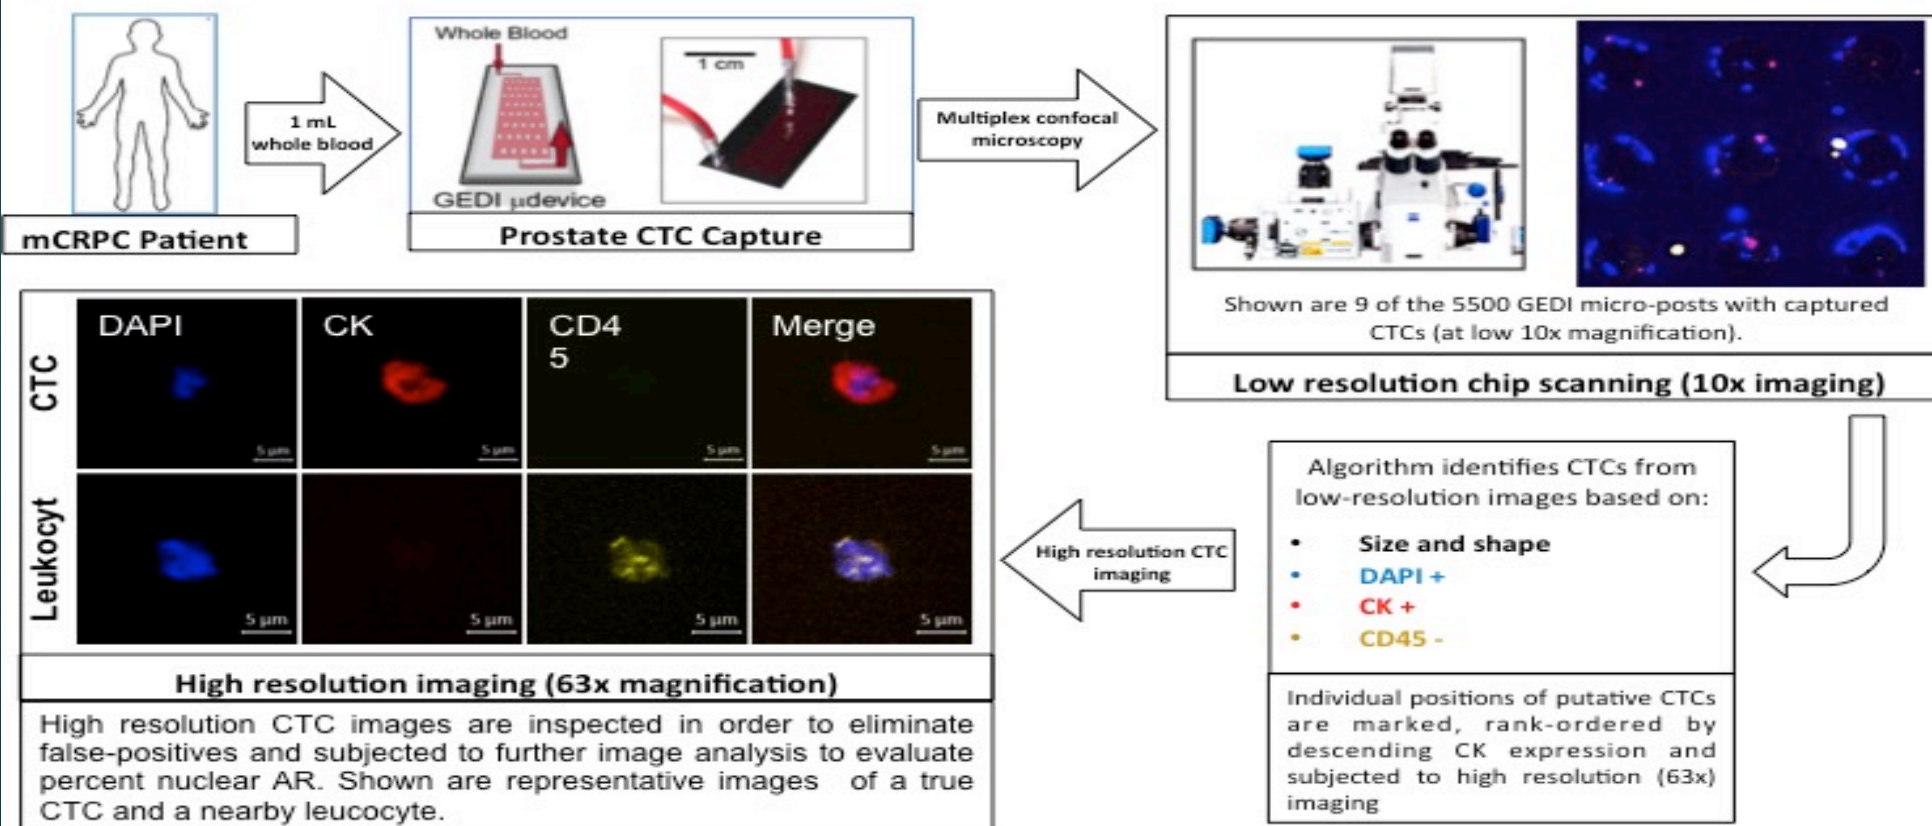 mCRPC Patient
1 mL
whole blood
Whole Blood
GEDI μdevice
1 cm
Prostate CTC Capture
Multiplex confocal
microscopy
Shown are 9 of the 5500 GEDI micro-posts with captured
CTCs (at low 10x magnification).
Low resolution chip scanning (10x imaging)
Algorithm identifies CTCs from
low-resolution images based on:
• Size and shape
• DAPI +
• CK +
• CD45 -
Individual positions of putative CTCs
are marked, rank-ordered by
descending CK expression and
subjected to high resolution (63x)
imaging
High resolution CTC
imaging
DAPI
CK
CD4
5
Merge
CTC
5 µm
5 µm
5 µm
5 µm
Leukocyt
5 µm
5 µm
5 µm
5 µm
High resolution imaging (63x magnification)
High resolution CTC images are inspected in order to eliminate
false-positives and subjected to further image analysis to evaluate
percent nuclear AR. Shown are representative images of a true
CTC and a nearby leucocyte.